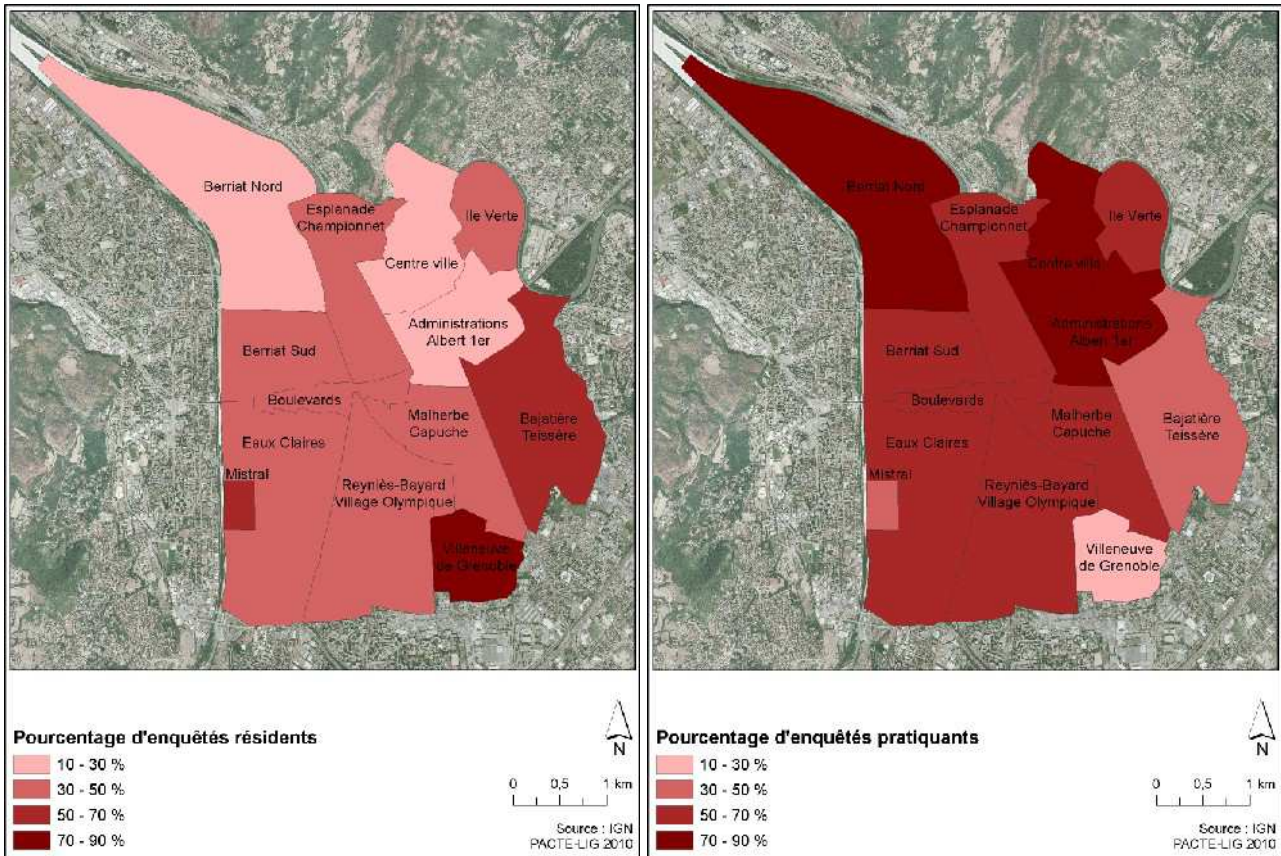 Berriat Nord
Esplanade
Championnet
Ile Verte
Centre ville
Administrations
Albert 1er
Berriat Sud
Boulevards
Malherbe
Capuche
Bajatière
Teissère
Eaux Claires
Mistral
Reyniès-Bayard
Village Olympique
Villeneuve
de Grenoble
Pourcentage d'enquêtés résidents
10 - 30 %
30 - 50 %
50 - 70 %
70 - 90 %
N
0 0,5 1 km
Source : IGN
PACTE-LIG 2010
Berriat Nord
Esplanade
Championnet
Ile Verte
Centre ville
Administrations
Albert 1er
Berriat Sud
Boulevards
Malherbe
Capuche
Bajatière
Teissère
Eaux Claires
Mistral
Reyniès-Bayard
Village Olympique
Villeneuve
de Grenoble
Pourcentage d'enquêtés pratiquants
10 - 30 %
30 - 50 %
50 - 70 %
70 - 90 %
N
0 0,5 1 km
Source : IGN
PACTE-LIG 2010